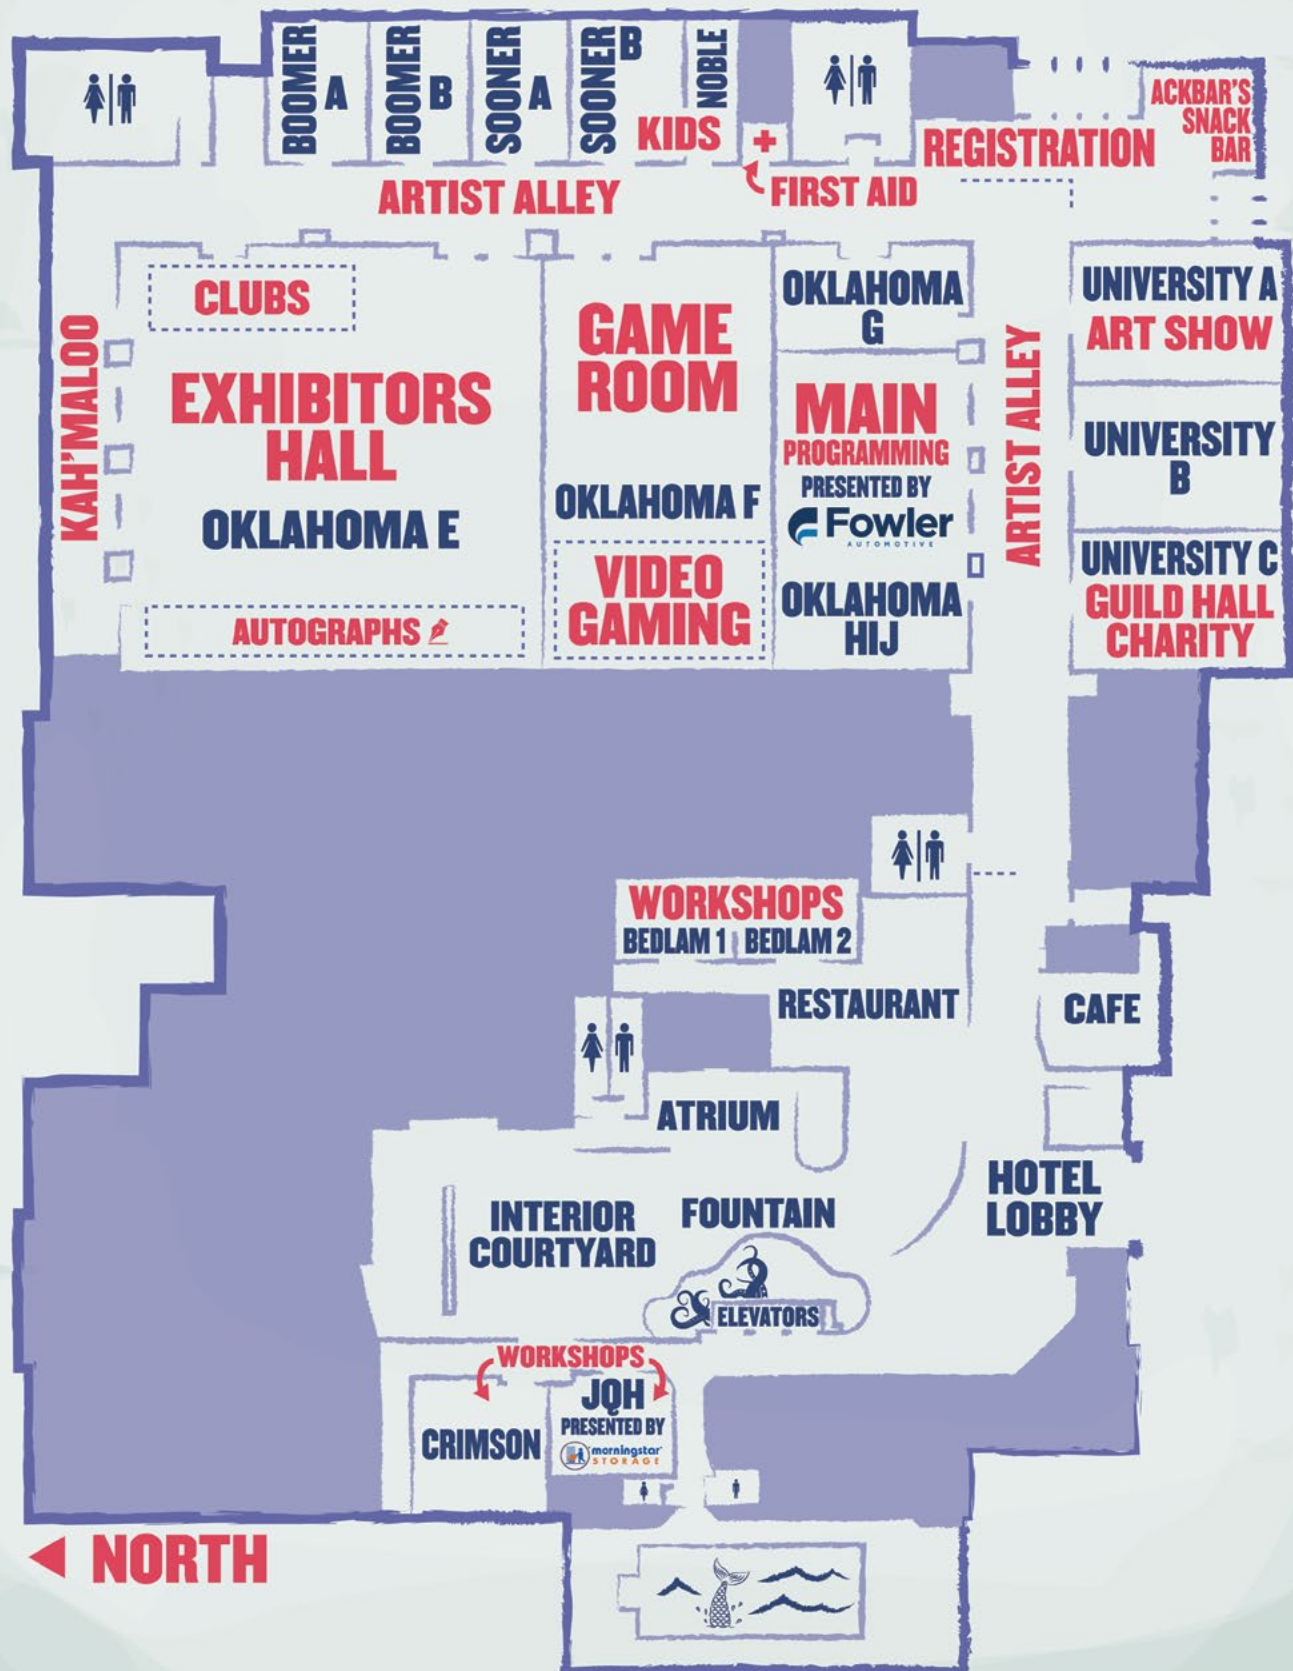 BOOMER A
BOOMER B
SOONER A
SOONER B
NOBLE
KIDS
+
FIRST AID
REGISTRATION
ACKBAR'S
SNACK
BAR
ARTIST ALLEY
KAH'MALOO
CLUBS
EXHIBITORS
HALL
OKLAHOMA E
AUTOGRAPHS
GAME
ROOM
OKLAHOMA F
VIDEO
GAMING
OKLAHOMA
G
MAIN
PROGRAMMING
PRESENTED BY
Fowler
AUTOMOTIVE
OKLAHOMA
HIJ
ARTIST ALLEY
UNIVERSITY A
ART SHOW
UNIVERSITY
B
UNIVERSITY C
GUILD HALL
CHARITY
WORKSHOPS
BEDLAM 1 BEDLAM 2
RESTAURANT
CAFE
ATRIUM
HOTEL
LOBBY
INTERIOR
COURTYARD
FOUNTAIN
ELEVATORS
WORKSHOPS
CRIMSON
JQH
PRESENTED BY
morningstar
STORAGE
NORTH